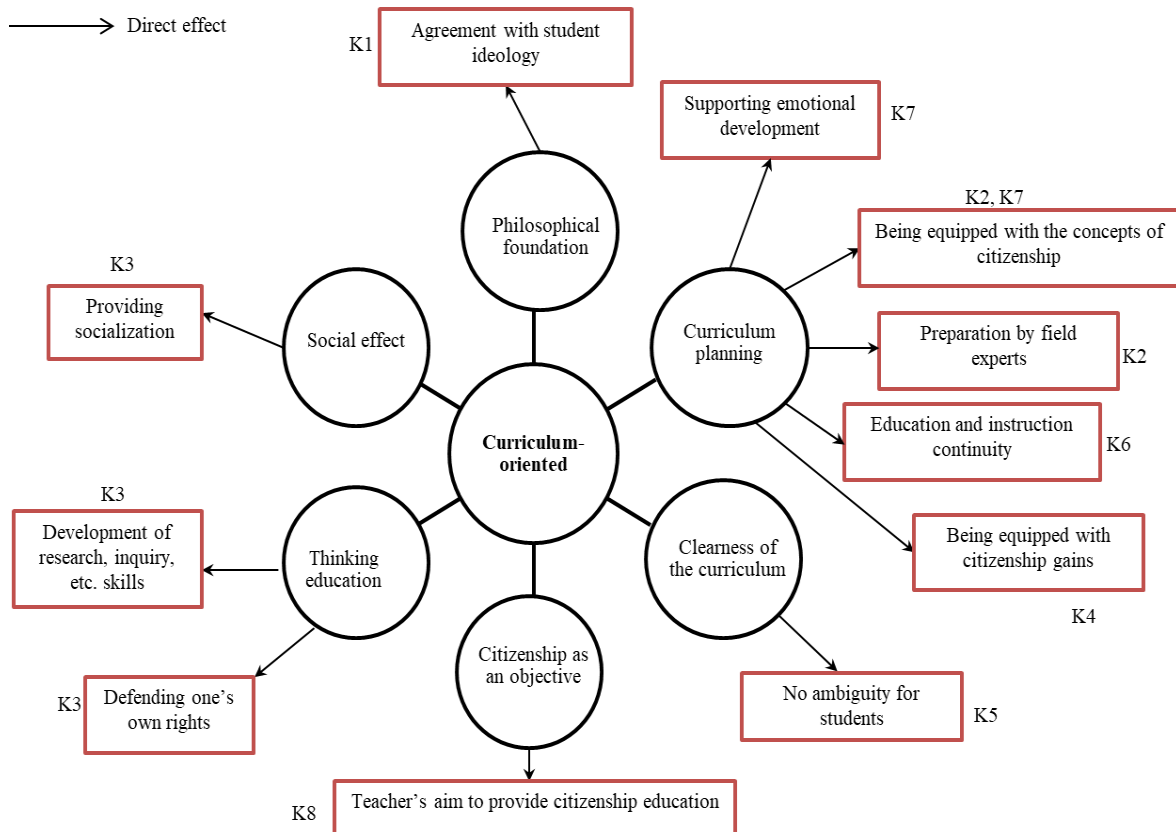 Direct effect
K1
Agreement with student
ideology
Supporting emotional
development
K7
Philosophical
foundation
K2, K7
Being equipped with the concepts of
citizenship
K3
Providing
socialization
Social effect
Curriculum
planning
Preparation by field
experts
K2
Curriculum-
oriented
Education and instruction
continuity
K6
K3
Development of
research, inquiry,
etc. skills
Thinking
education
Clearness of
the curriculum
Being equipped with
citizenship gains
K4
Citizenship as
an objective
K3
Defending one’s
own rights
No ambiguity for
students
K5
K8
Teacher’s aim to provide citizenship education